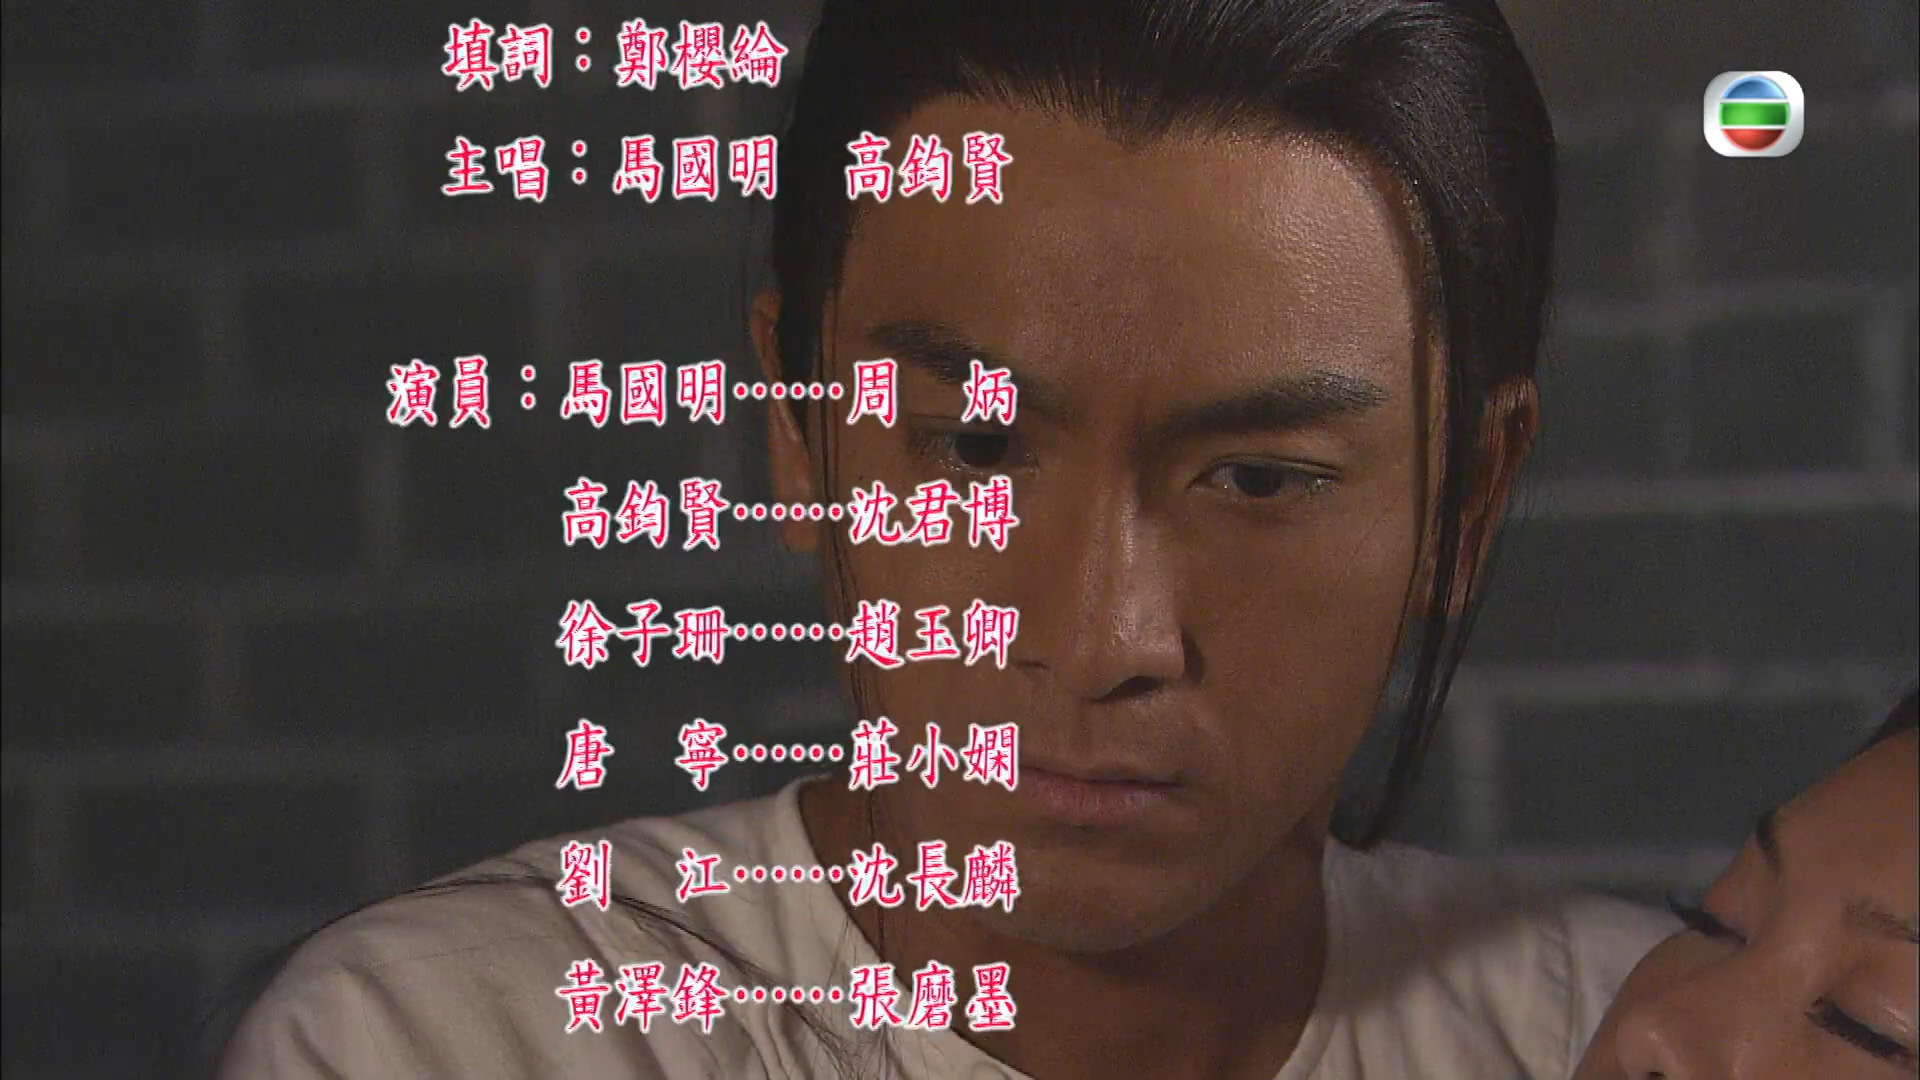 填詞：鄭櫻綸
主唱：馬國明　高鈞賢
演員：馬國明⋯⋯周　炳
高鈞賢⋯⋯沈君博
徐子珊⋯⋯趙玉卿
唐　寧⋯⋯莊小嫻
劉　江⋯⋯沈長麟
黃澤鋒⋯⋯張磨墨